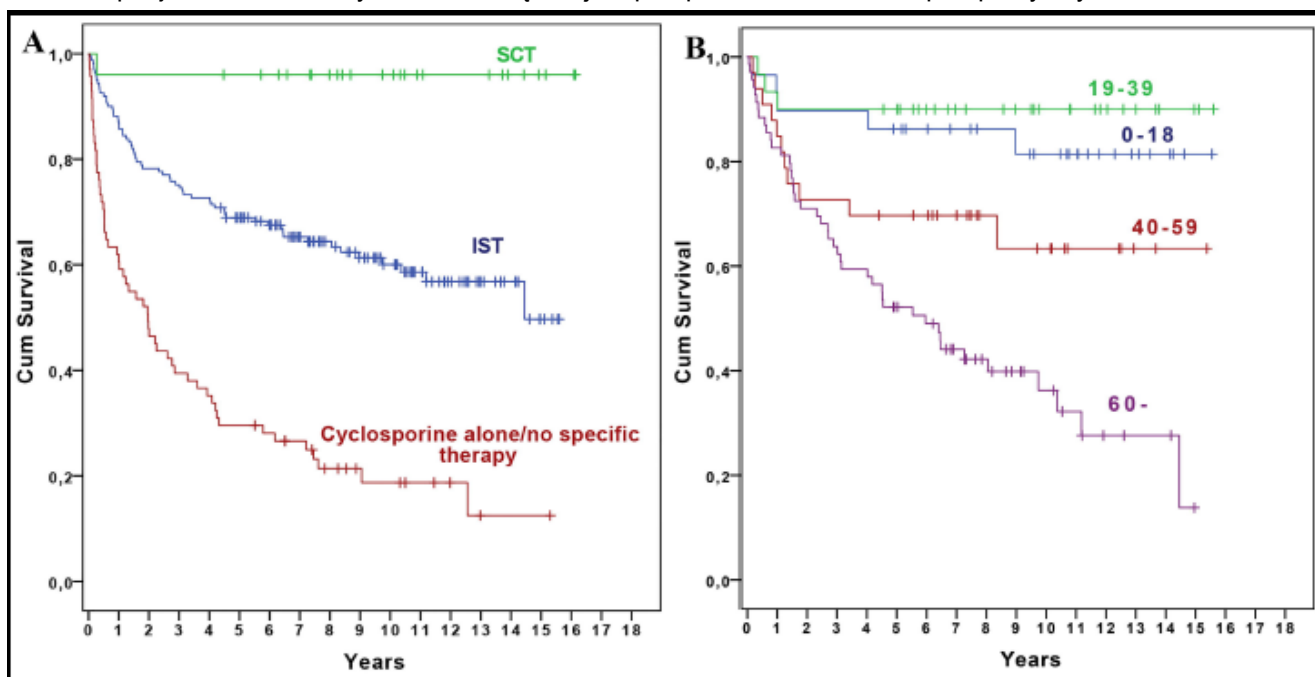 A
1,0
0,8
0,6
0,4
0,2
0,0
Cum Survival
SCT
IST
Cyclosporine alone/no specific
therapy
0 1 2 3 4 5 6 7 8 9 10 11 12 13 14 15 16 17 18
Years
B
1,0
0,8
0,6
0,4
0,2
0,0
Cum Survival
19-39
0-18
40-59
60-
0 1 2 3 4 5 6 7 8 9 10 11 12 13 14 15 16 17 18
Years